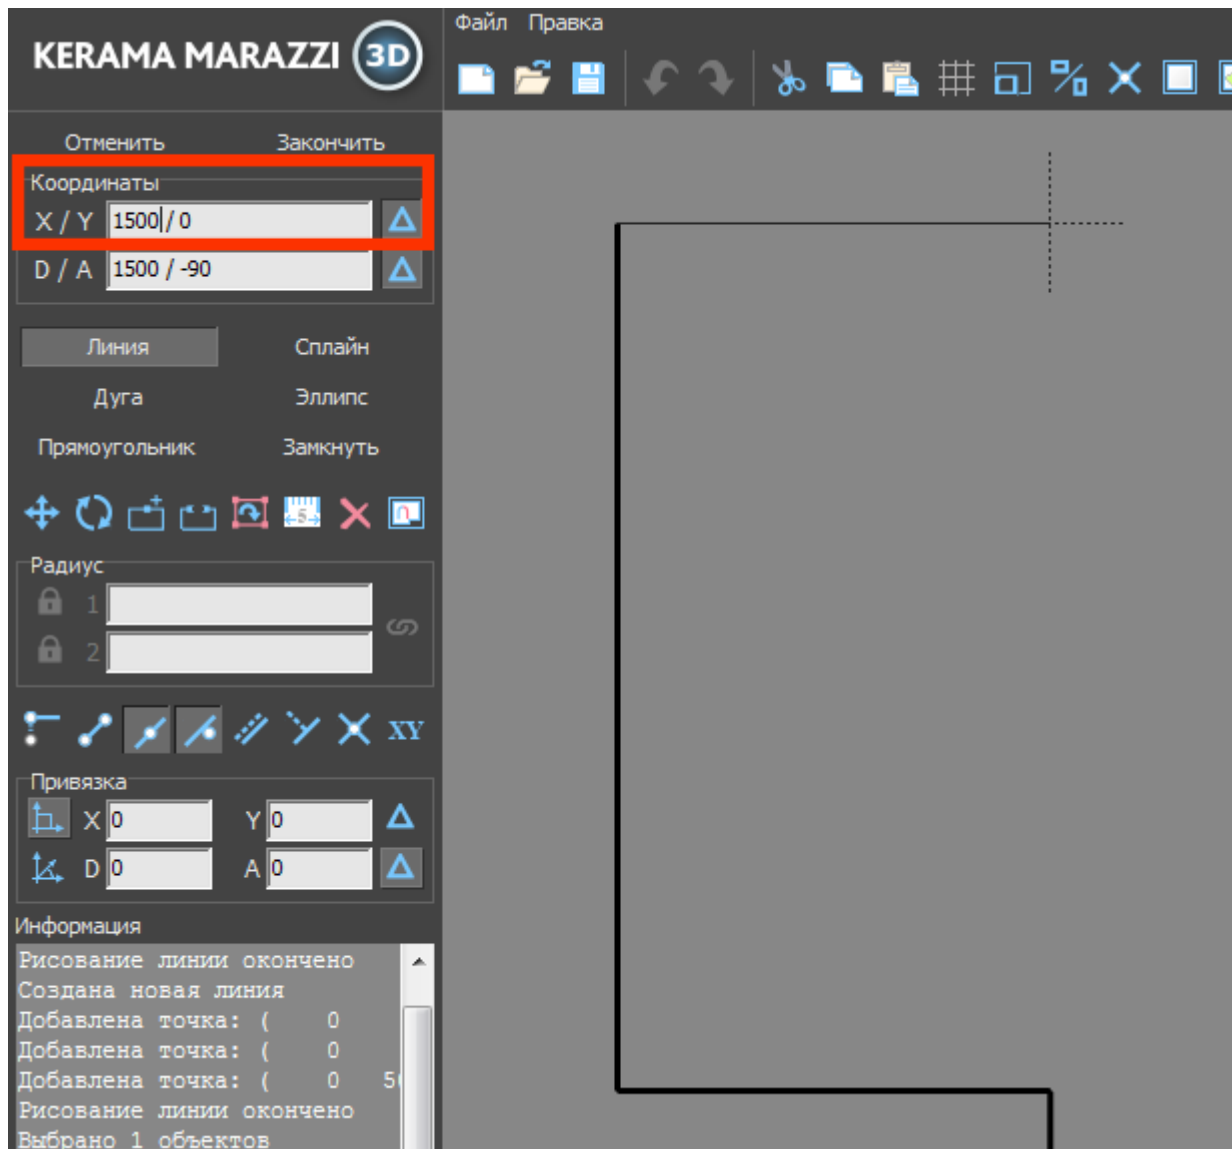 KERAMA MARAZZI 3D
Файл Правка
Отменить Закончить
Координаты
X / Y 1500 / 0
D / A 1500 / -90
Линия Сплайн
Дуга Эллипс
Прямоугольник Замкнуть
5
Радиус
1
2
XY
Привязка
X 0 Y 0
D 0 A 0
Информация
Рисование линии окончено
Создана новая линия
Добавлена точка: ( 0
Добавлена точка: ( 0
Добавлена точка: ( 0 5
Рисование линии окончено
Выбрано 1 объектов